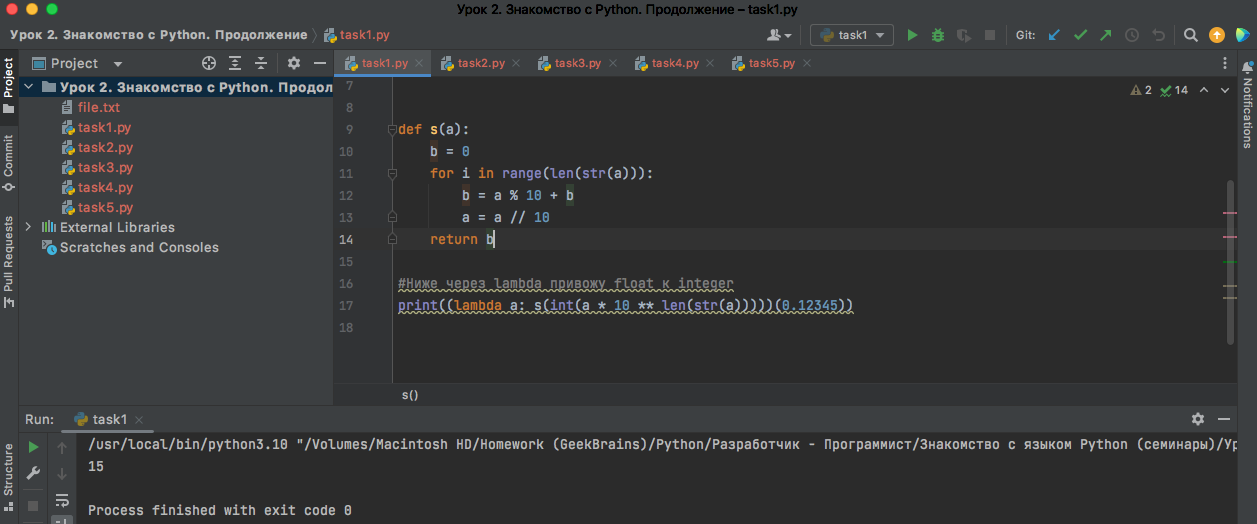 Урок 2. Знакомство с Python. Продолжение – task1.py
Урок 2. Знакомство с Python. Продолжение
task1.py
task1
Git:
Project
Project
task1.py
task2.py
task3.py
task4.py
task5.py
Урок 2. Знакомство с Python. Продол
file.txt
task1.py
task2.py
task3.py
task4.py
task5.py
External Libraries
Scratches and Consoles
Commit
Pull Requests
Structure
Notifications
2
14
7
8
9 def s(a):
10 b = 0
11 for i in range(len(str(a))):
12 b = a % 10 + b
13 a = a // 10
14 return b
15
16 #Ниже через lambda привожу float к integer
17 print((lambda a: s(int(a * 10 ** len(str(a)))))(0.12345))
18
s()
Run:
task1
/usr/local/bin/python3.10 "/Volumes/Macintosh HD/Homework (GeekBrains)/Python/Разработчик - Программист/Знакомство с языком Python (семинары)/Ур
15
Process finished with exit code 0